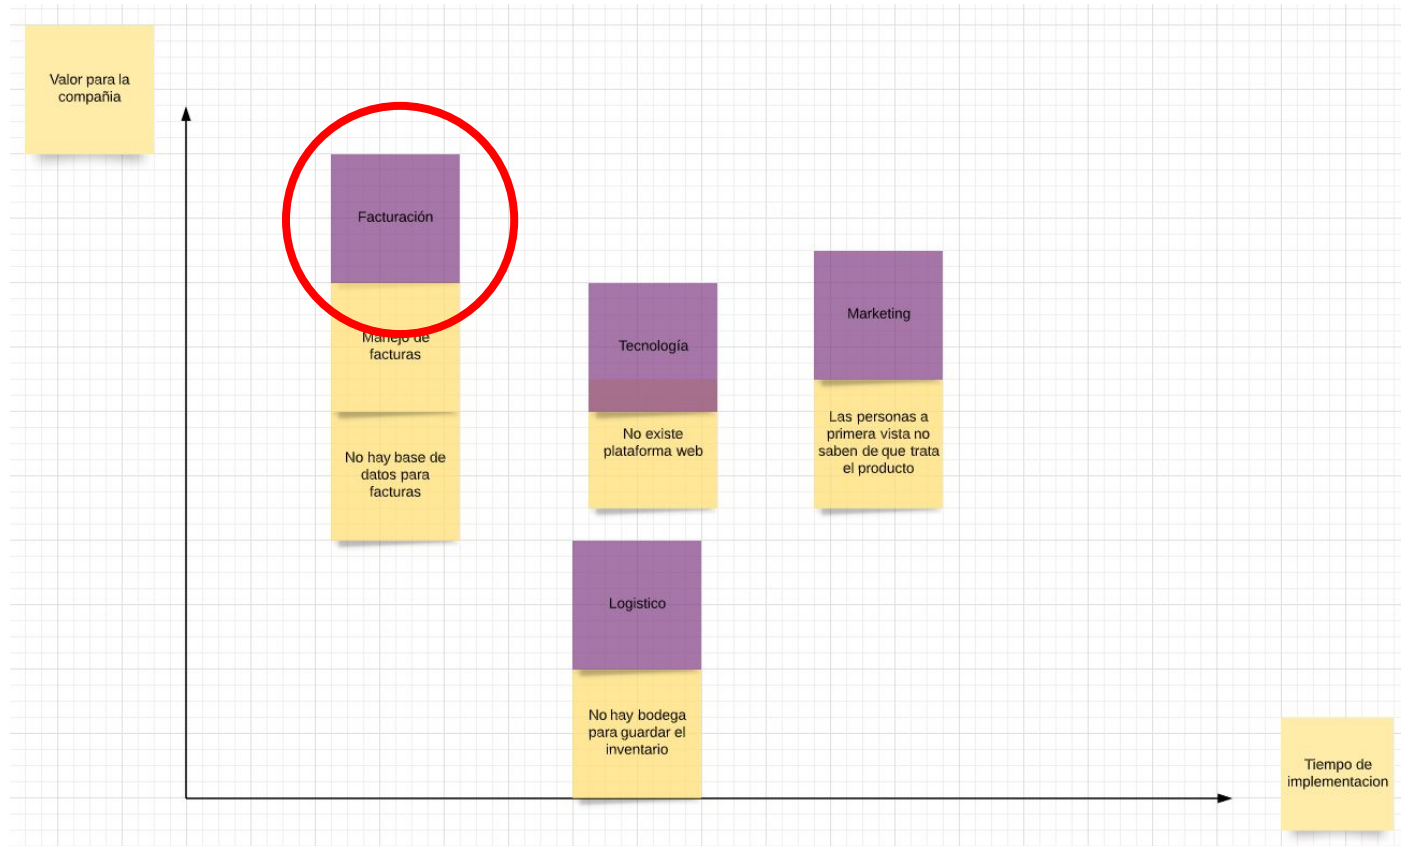 Valor para la
compañia
Facturación
Manejo de
facturas
No hay base de
datos para
facturas
Tecnología
No existe
plataforma web
Marketing
Las personas a
primera vista no
saben de que trata
el producto
Logistico
No hay bodega
para guardar el
inventario
Tiempo de
implementacion